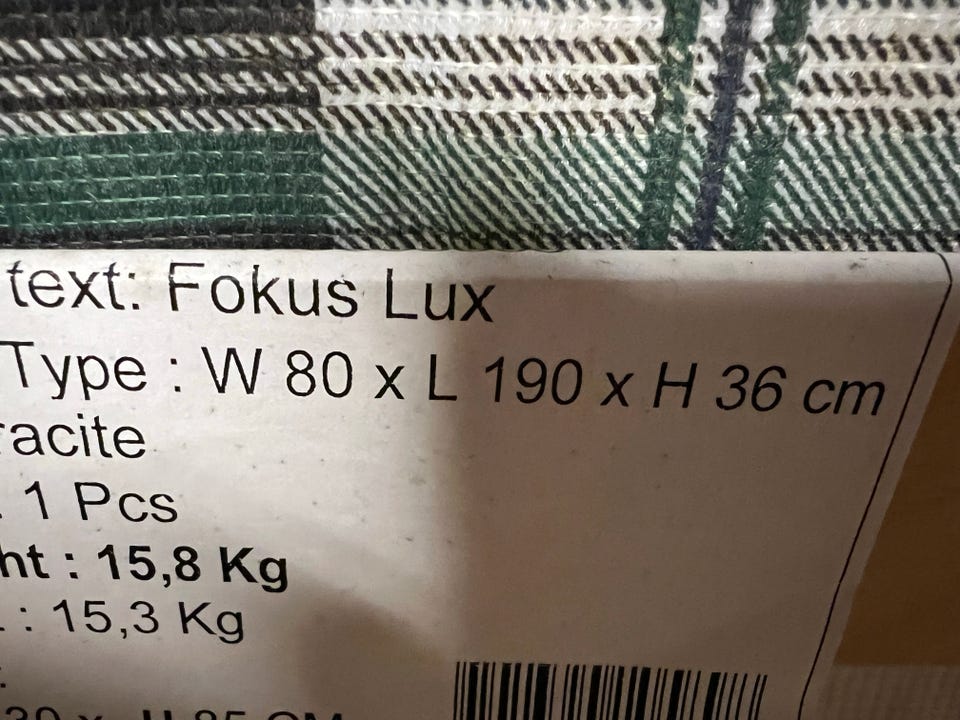 text: Fokus Lux
Type : W 80 x L 190 x H 36 cm
racite
. 1 Pcs
ht : 15,8 Kg
. : 15,3 Kg